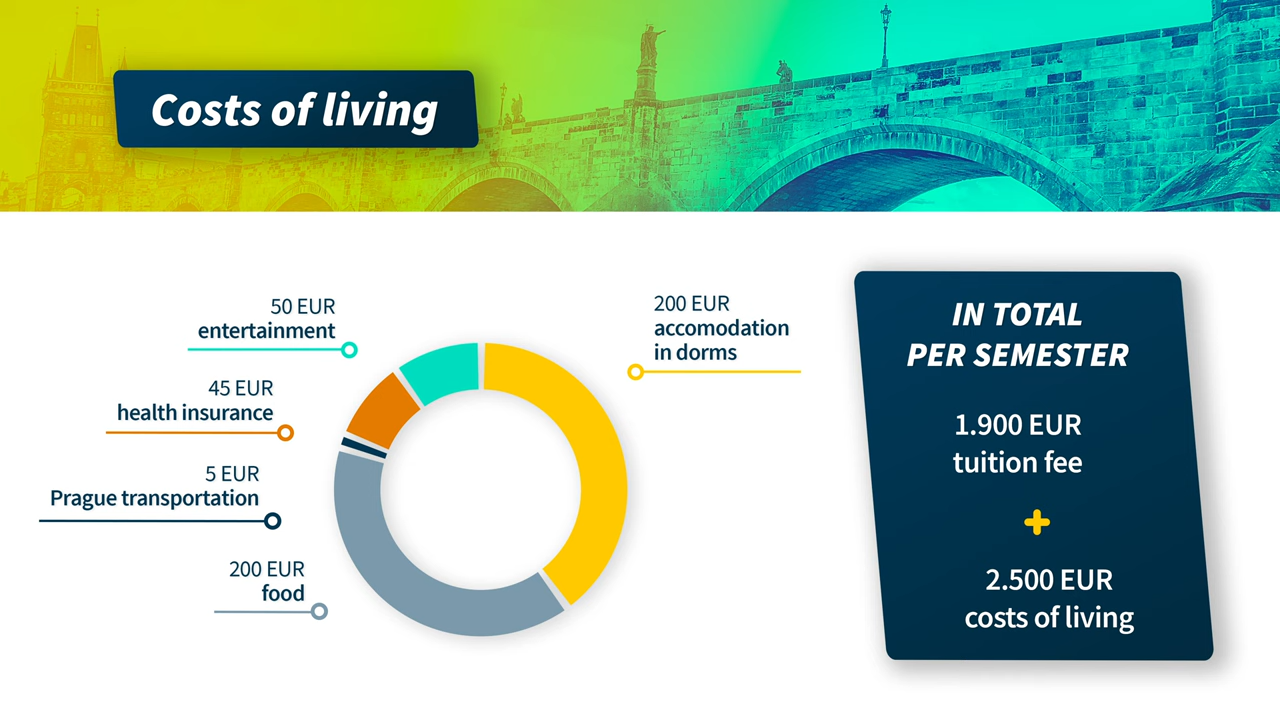 Costs of living
50 EUR
entertainment
45 EUR
health insurance
5 EUR
Prague transportation
200 EUR
food
200 EUR
accomodation
in dorms
IN TOTAL
PER SEMESTER
1.900 EUR
tuition fee
+
2.500 EUR
costs of living